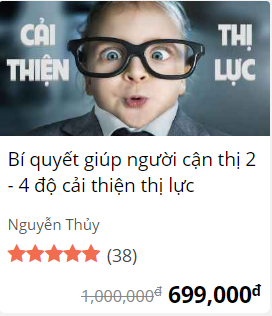 CẢI THỊ
THIỆN LỰC
Bí quyết giúp người cận thị 2
- 4 độ cải thiện thị lực
Nguyễn Thủy
(38)
1,000,000đ 699,000đ